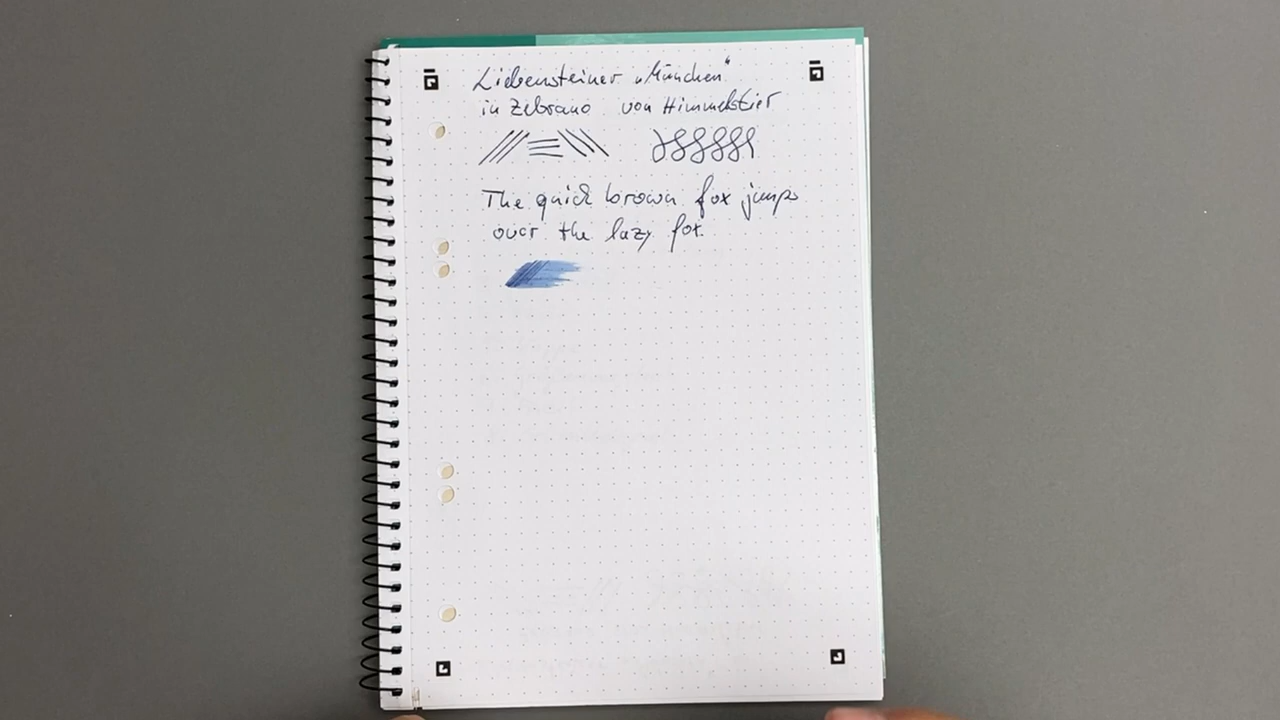 Liebensteiner „München“
in Zebrano von Himmelstier
The quick brown fox jumps
over the lazy fox.